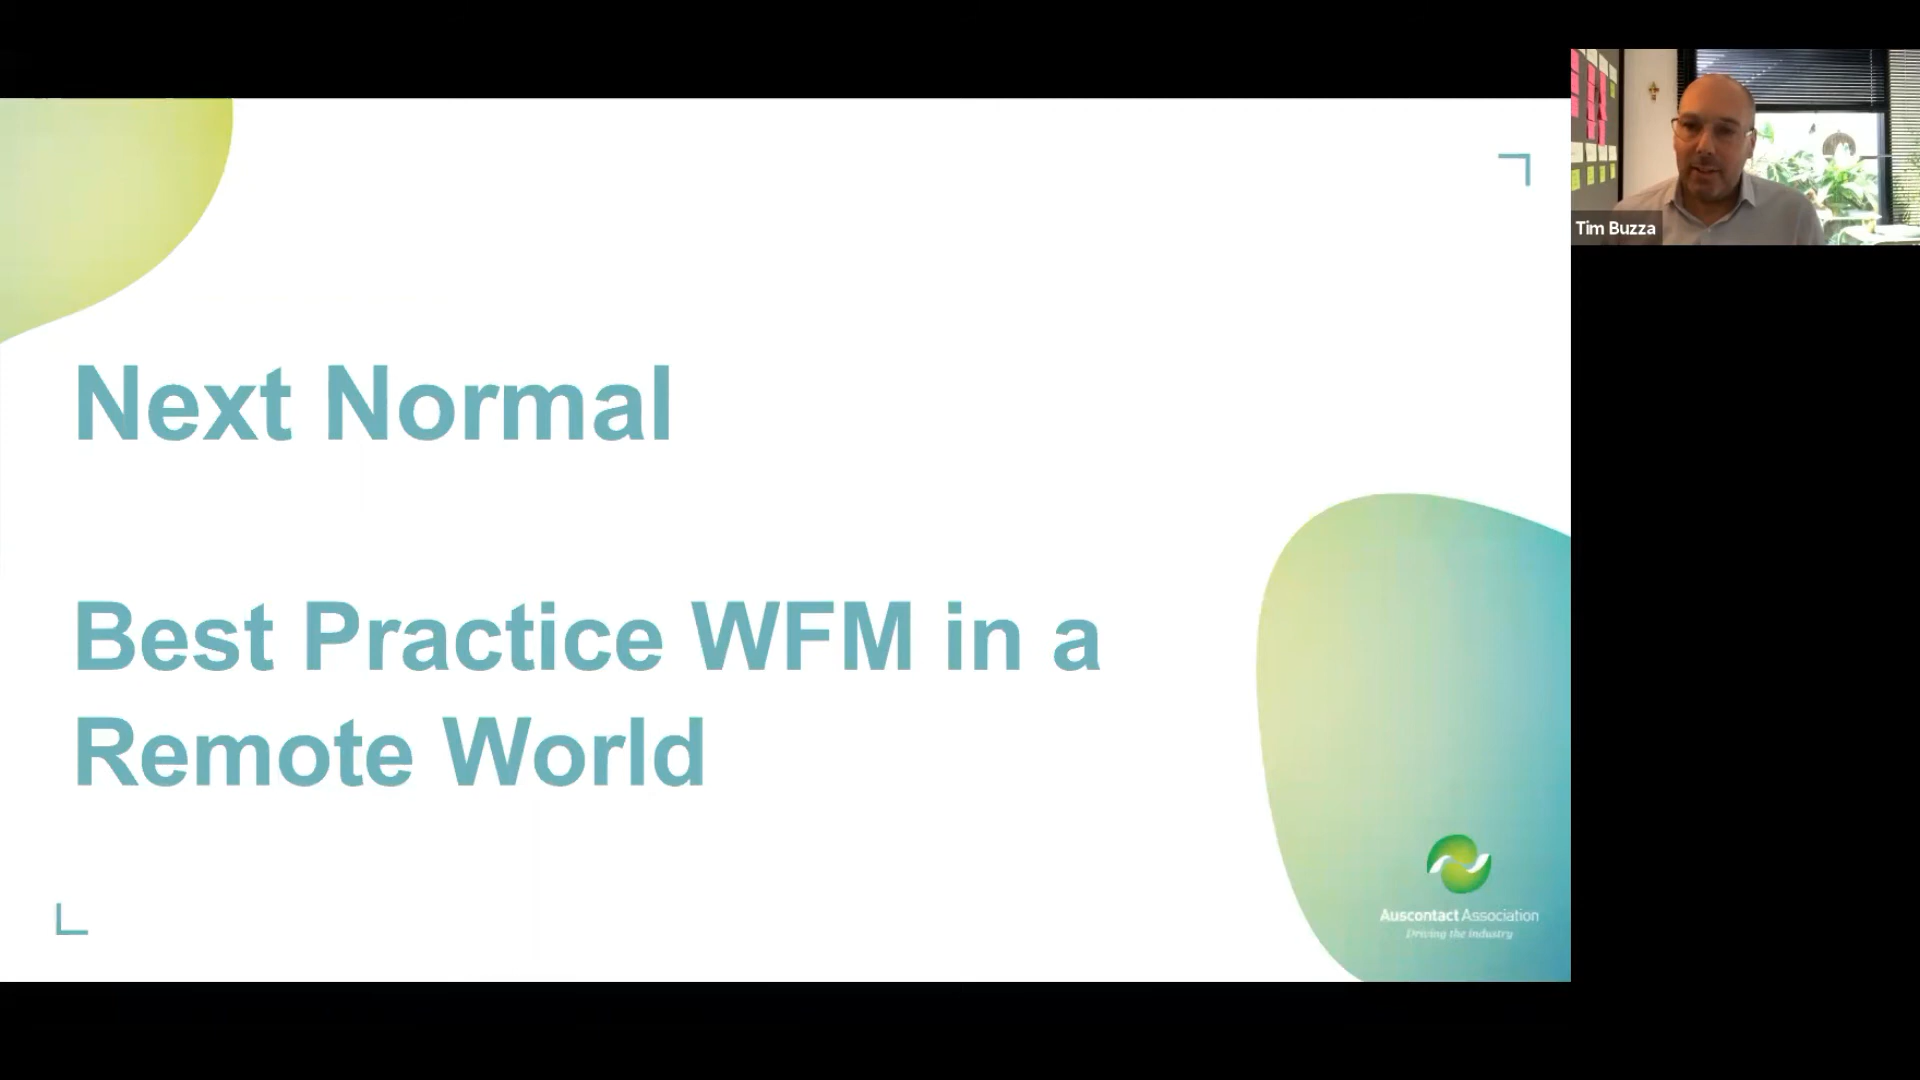 Next Normal
Best Practice WFM in a
Remote World
Auscontact Association
Driving the industry
Tim Buzza